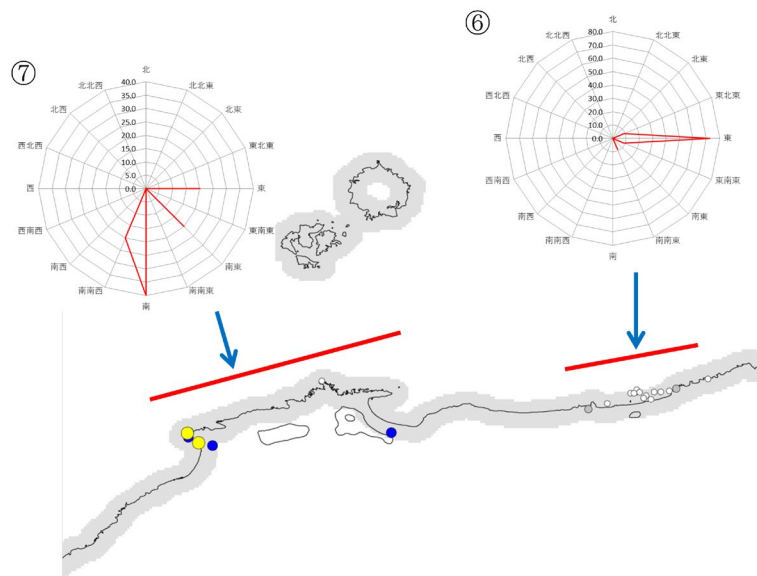 ⑦
北
北北東
北東
東北東
東
東南東
南東
南南東
南
南南西
南西
西南西
西
西北西
北西
北北西
40.0
35.0
30.0
25.0
20.0
15.0
10.0
5.0
0.0
⑥
北
北北東
北東
東北東
東
東南東
南東
南南東
南
南南西
南西
西南西
西
西北西
北西
北北西
80.0
70.0
60.0
50.0
40.0
30.0
20.0
10.0
0.0